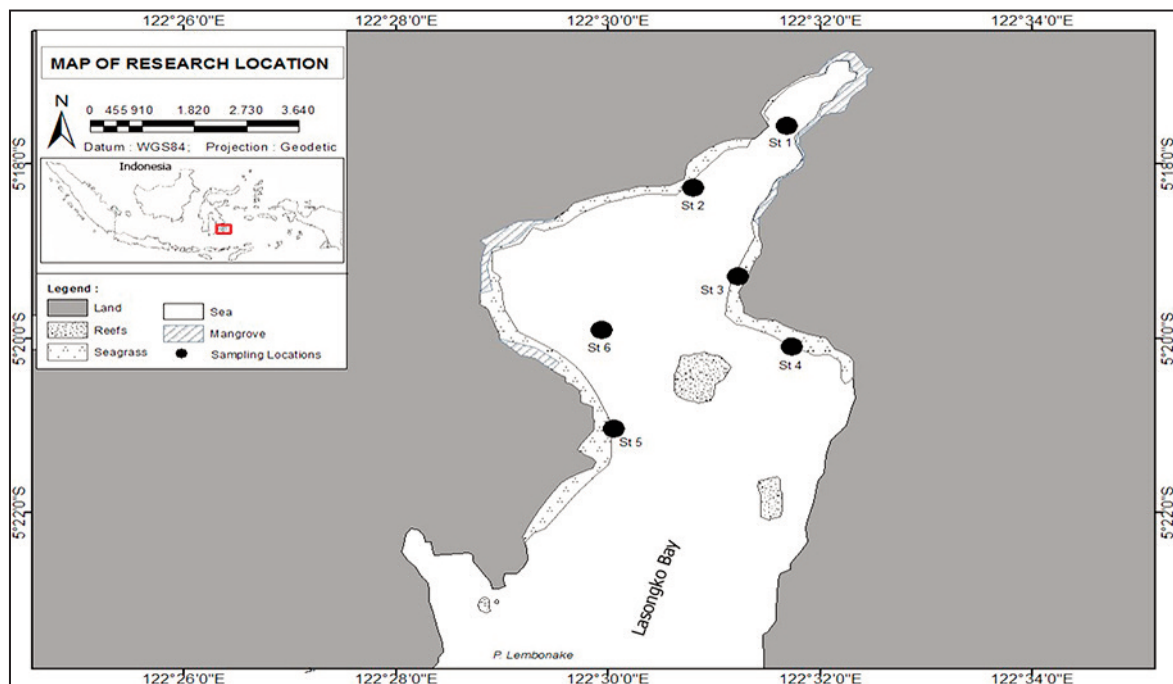 122°26'0"E 122°28'0"E 122°30'0"E 122°32'0"E 122°34'0"E
MAP OF RESEARCH LOCATION
N
0 455 910 1.820 2.730 3.640
Datum : WGS84; Projection : Geodetic
Indonesia
Legend :
Land
Sea
Reefs
Mangrove
Seagrass
Sampling Locations
5°18'0"S
5°20'0"S
5°22'0"S
St 1
St 2
St 3
St 6
St 4
St 5
Lasongko Bay
P. Lembonake
5°18'0"S
5°20'0"S
5°22'0"S
122°26'0"E 122°28'0"E 122°30'0"E 122°32'0"E 122°34'0"E